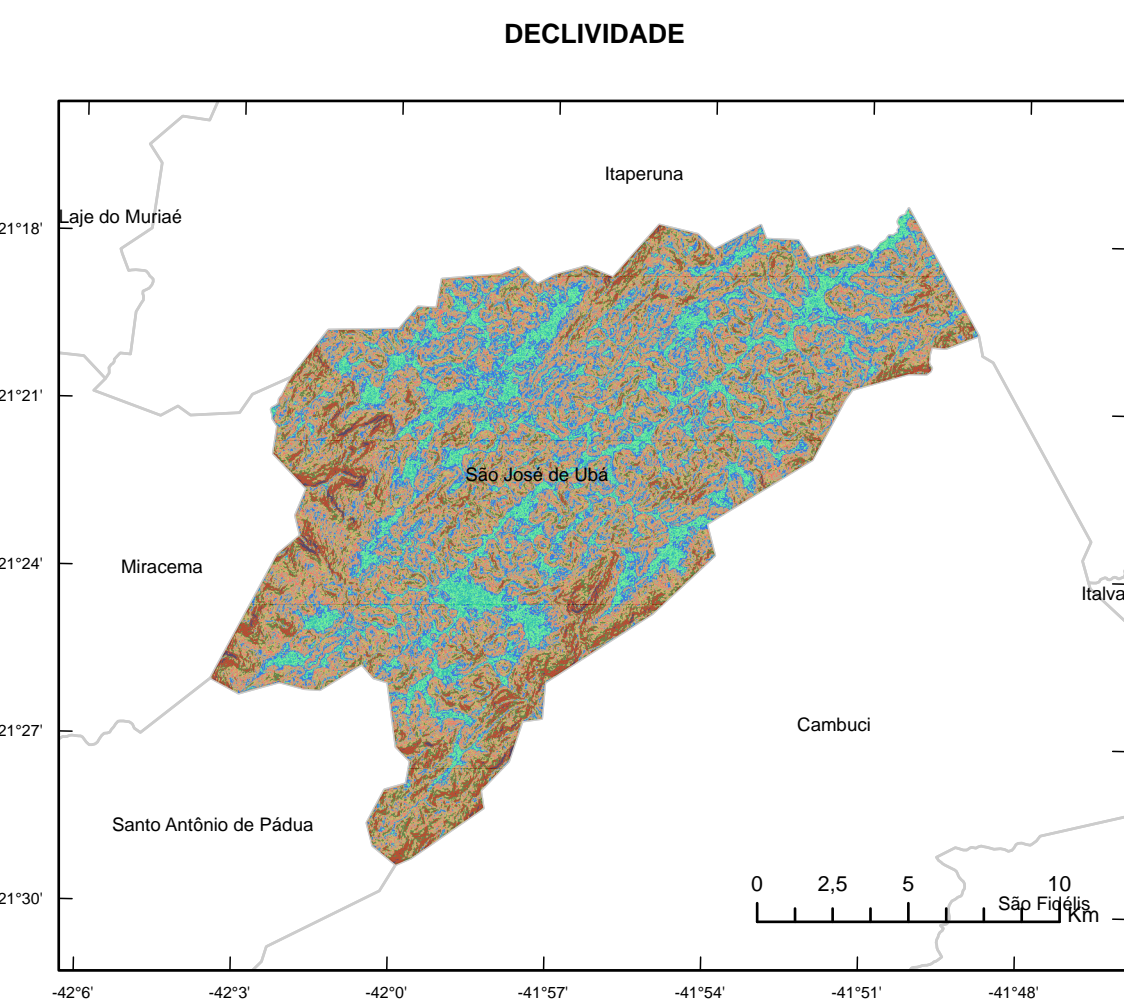 DECLIVIDADE
Itaperuna
Laje do Muriaé
21°18'
21°21'
São José de Ubá
21°24'
Miracema
Italva
21°27'
Cambuci
Santo Antônio de Pádua
0 2,5 5 10
21°30'
São Fidélis
Km
-42°6' -42°3' -42°0' -41°57' -41°54' -41°51' -41°48'